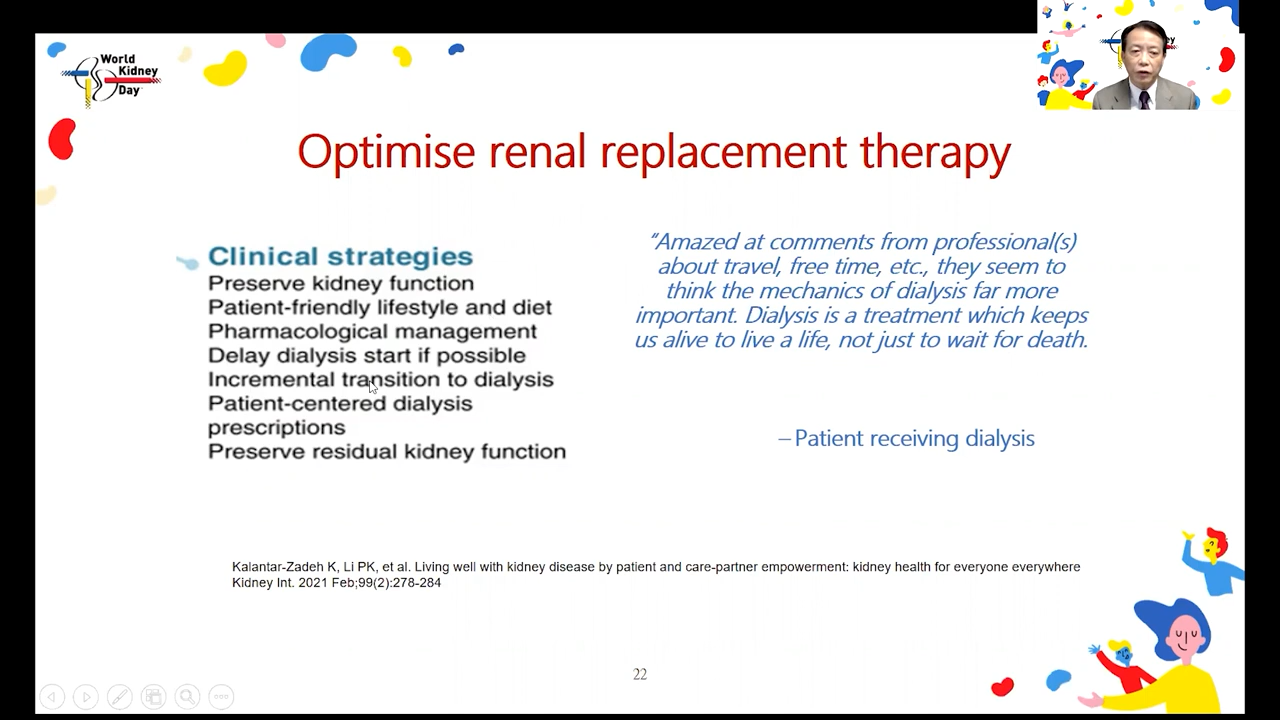 World
Kidney
Day
Optimise renal replacement therapy
Clinical strategies
Preserve kidney function
Patient-friendly lifestyle and diet
Pharmacological management
Delay dialysis start if possible
Incremental transition to dialysis
Patient-centered dialysis
prescriptions
Preserve residual kidney function
“Amazed at comments from professional(s)
about travel, free time, etc., they seem to
think the mechanics of dialysis far more
important. Dialysis is a treatment which keeps
us alive to live a life, not just to wait for death.
–Patient receiving dialysis
Kalantar-Zadeh K, Li PK, et al. Living well with kidney disease by patient and care-partner empowerment: kidney health for everyone everywhere
Kidney Int. 2021 Feb;99(2):278-284
22